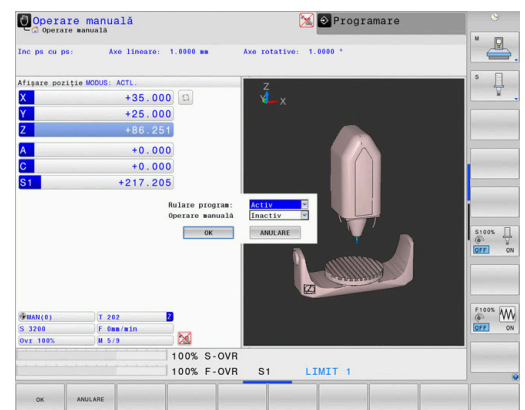 Operare manuală
Operare manuală
Programare
Inc ps cu ps: Axe lineare: 1.0000 mm Axe rotative: 1.0000 °
Afişare poziţie MODUS: ACTL.
X +35.000
Y +25.000
Z +86.251
A +0.000
C +0.000
S1 +217.205
Z
Y X
Rulare program: Activ
Operare manuală Inactiv
OK ANULARE
MAN(0) T 202 Z
S 3200 F 0mm/min
Ovr 100% M 5/9
100% S-OVR
100% F-OVR S1 LIMIT 1
M
S
S100%
OFF ON
F100%
OFF ON
OK ANULARE